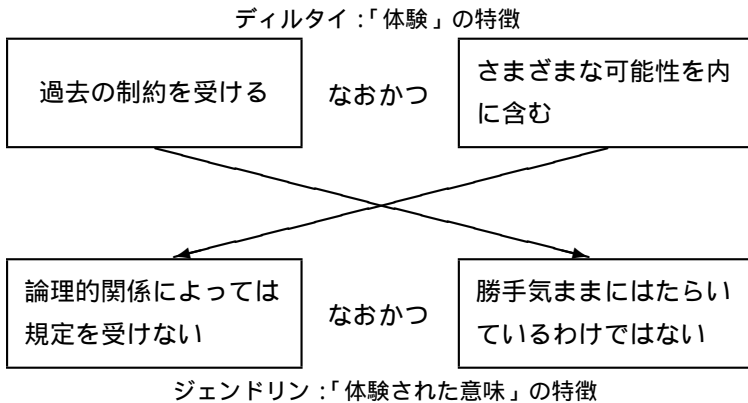 ディルタイ：「体験」の特徴
過去の制約を受ける
なおかつ
さまざまな可能性を内
に含む
論理的関係によっては
規定を受けない
なおかつ
勝手気ままにはたらい
ているわけではない
ジェンドリン：「体験された意味」の特徴